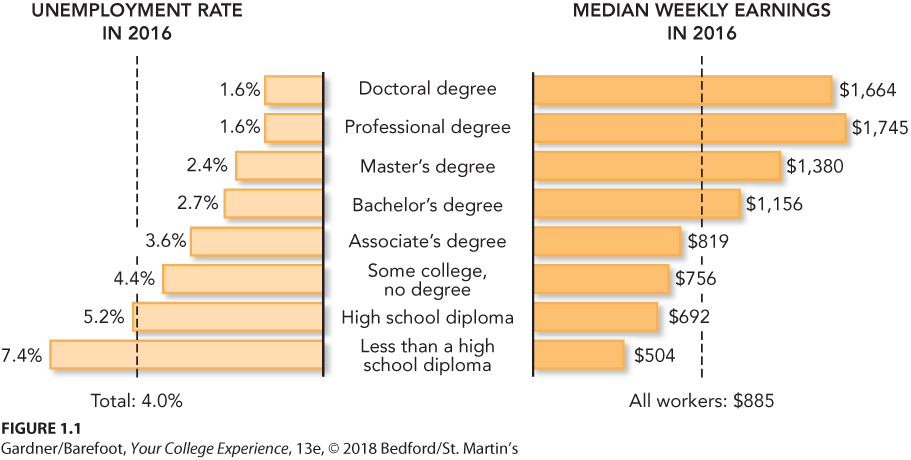 UNEMPLOYMENT RATE
IN 2016
MEDIAN WEEKLY EARNINGS
IN 2016
1.6% Doctoral degree $1,664
1.6% Professional degree $1,745
2.4% Master’s degree $1,380
2.7% Bachelor’s degree $1,156
3.6% Associate’s degree $819
4.4% Some college,
no degree $756
5.2% High school diploma $692
7.4% Less than a high
school diploma $504
Total: 4.0%
All workers: $885
FIGURE 1.1
Gardner/Barefoot, Your College Experience, 13e, © 2018 Bedford/St. Martin’s